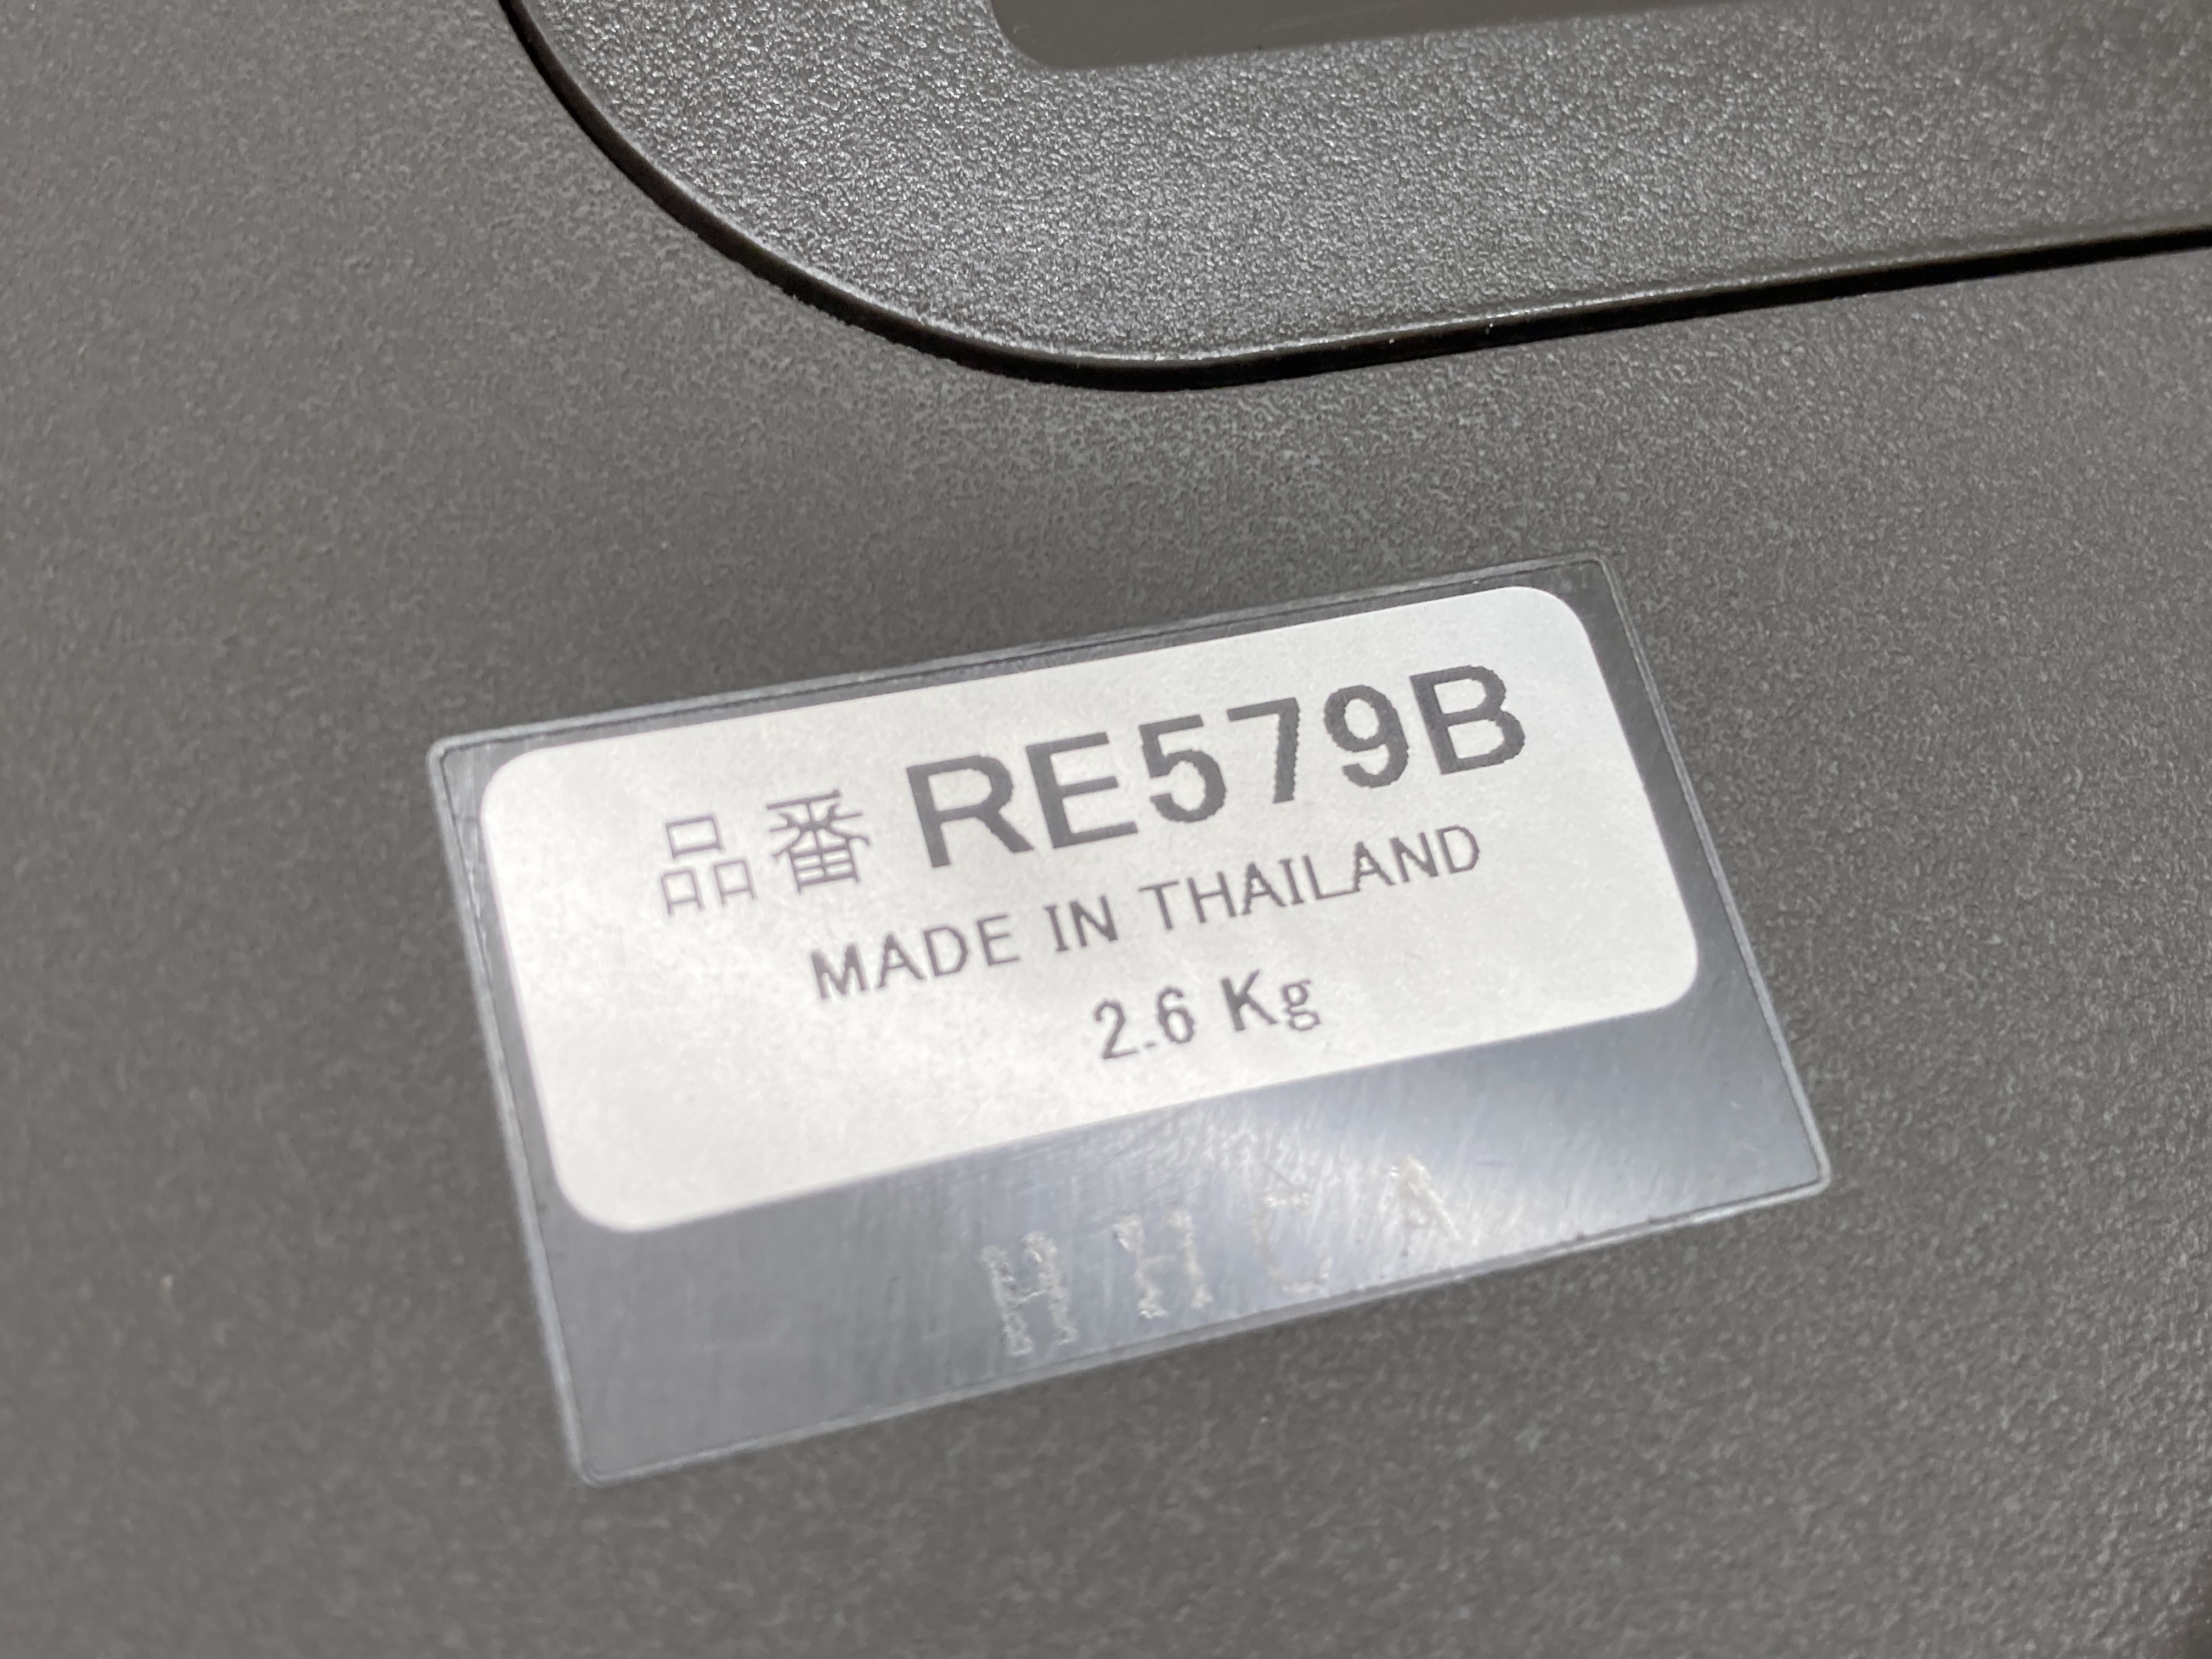 品番 RE579B
MADE IN THAILAND
2.6 Kg